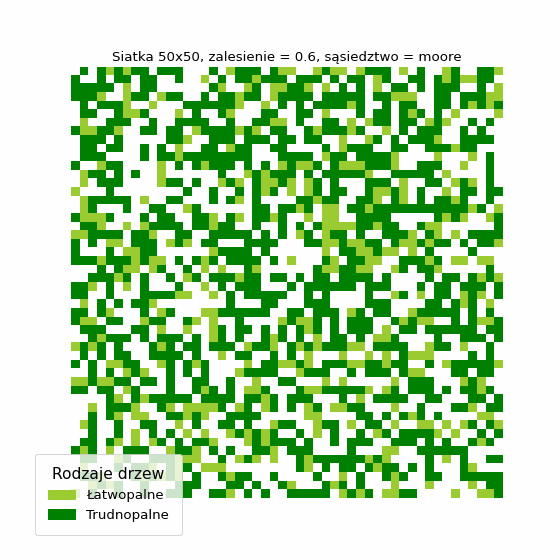 Siatka 50x50, zalesienie = 0.6, sąsiedztwo = moore
Rodzaje drzew
Łatwopalne
Trudnopalne